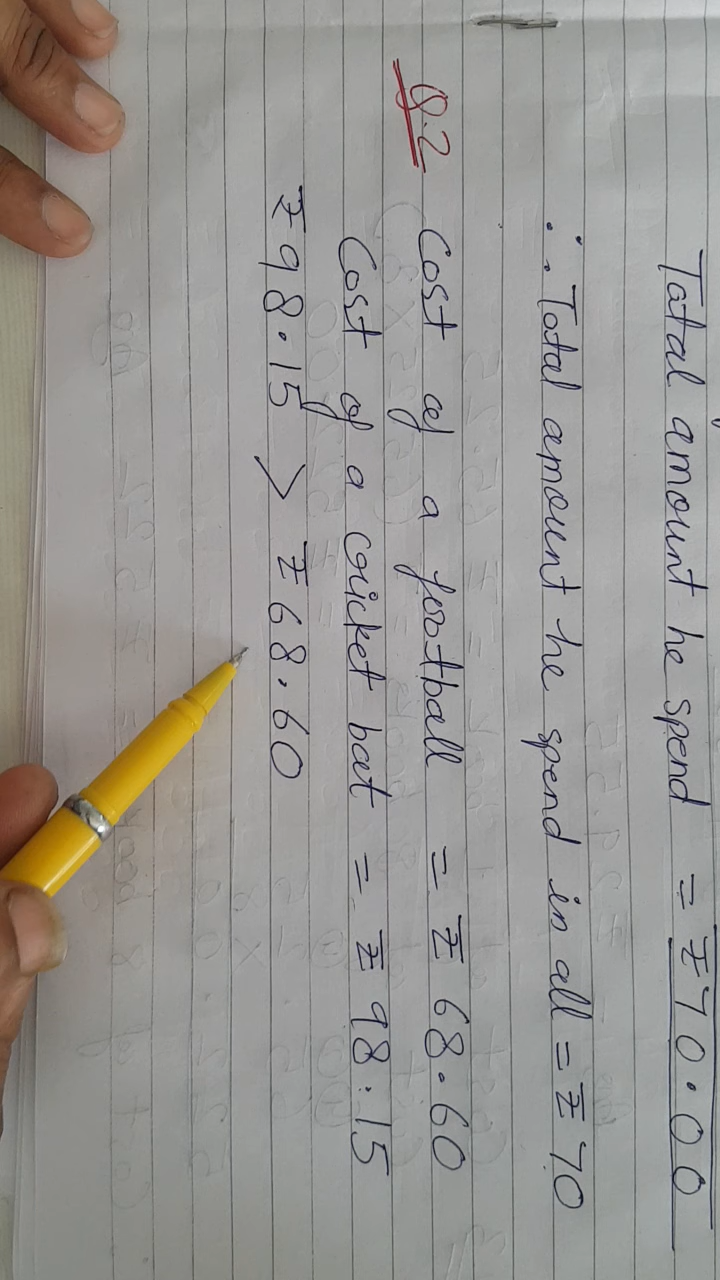 Total amount he spend = ₹70.00
∴ Total amount he spend in all = ₹70
Q.2 Cost of a football = ₹68.60
Cost of a cricket bat = ₹98.15
₹98.15 > ₹68.60